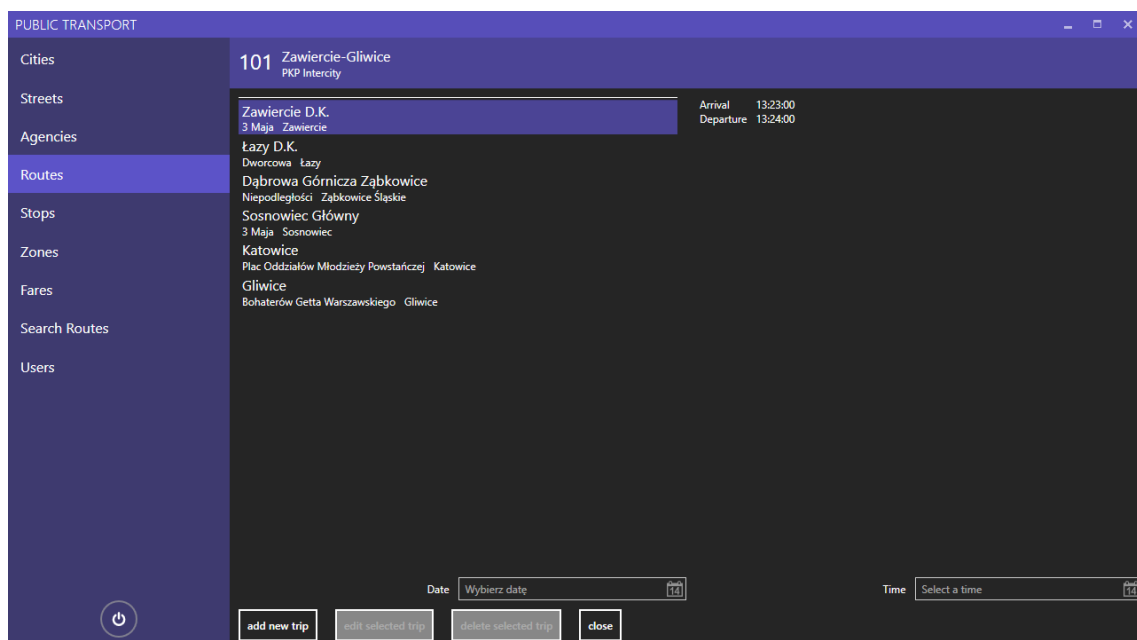 PUBLIC TRANSPORT
Cities
Streets
Agencies
Routes
Stops
Zones
Fares
Search Routes
Users
101 Zawiercie-Gliwice
PKP Intercity
Zawiercie D.K.
3 Maja Zawiercie
Łazy D.K.
Dworcowa Łazy
Dąbrowa Górnicza Ząbkowice
Niepodległości Ząbkowice Śląskie
Sosnowiec Główny
3 Maja Sosnowiec
Katowice
Plac Oddziałów Młodzieży Powstańczej Katowice
Gliwice
Bohaterów Getta Warszawskiego Gliwice
Arrival 13:23:00
Departure 13:24:00
Date Wybierz datę 14
Time Select a time 14
add new trip edit selected trip delete selected trip close